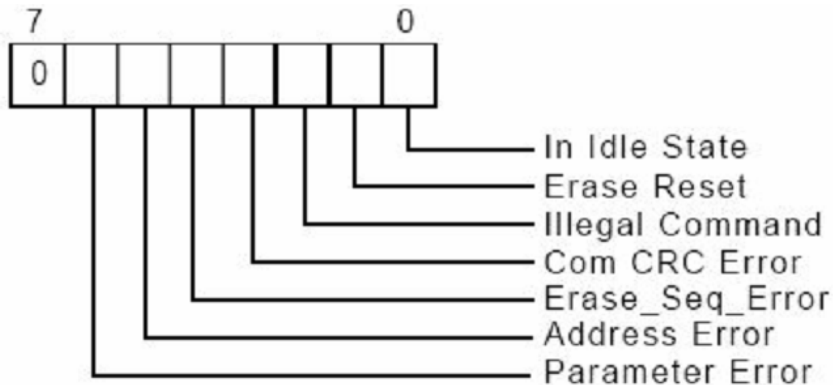 7 0
0
In Idle State
Erase Reset
Illegal Command
Com CRC Error
Erase_Seq_Error
Address Error
Parameter Error